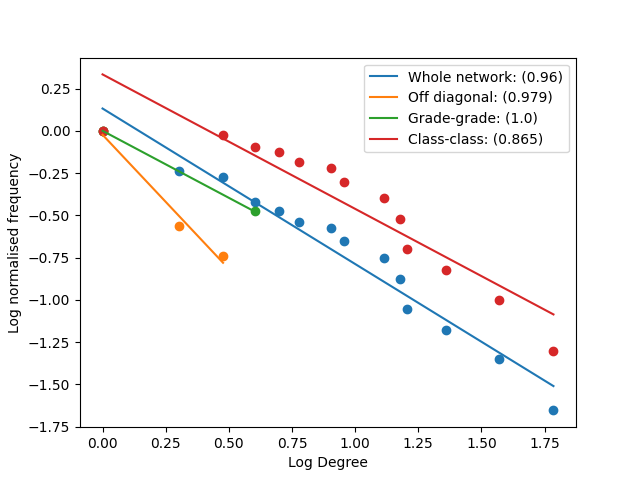 Whole network: (0.96)
Off diagonal: (0.979)
Grade-grade: (1.0)
Class-class: (0.865)
0.25
0.00
−0.25
−0.50
−0.75
−1.00
−1.25
−1.50
−1.75
Log normalised frequency
0.00 0.25 0.50 0.75 1.00 1.25 1.50 1.75
Log Degree